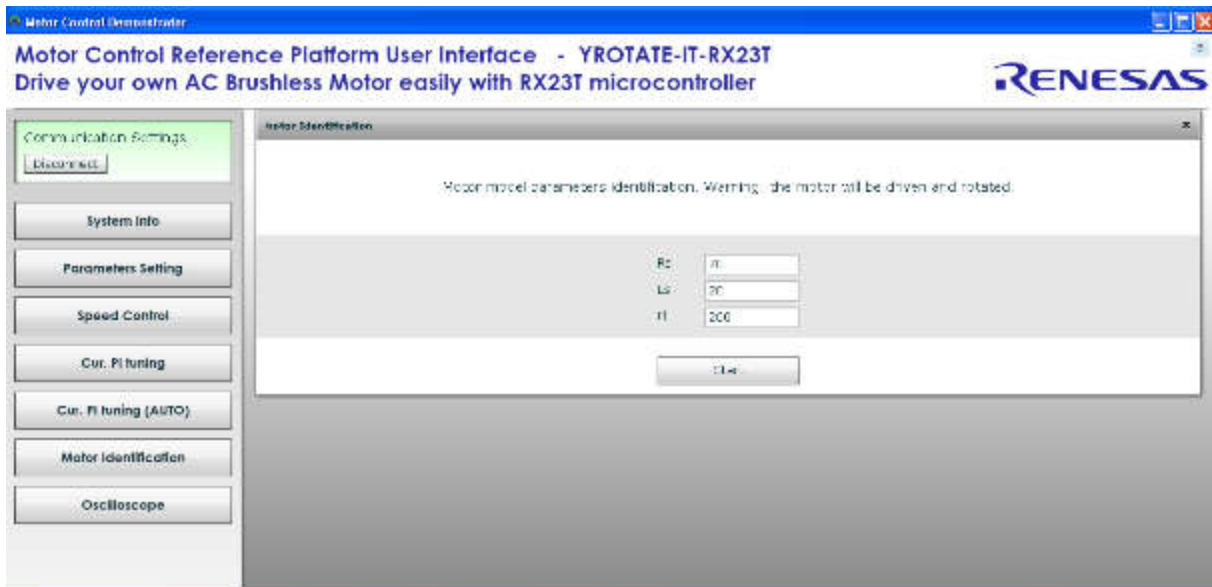 Motor Control Demonstrator
Motor Control Reference Platform User Interface - YROTATE-IT-RX23T
Drive your own AC Brushless Motor easily with RX23T microcontroller
RENESAS
Communication Settings
Disconnect
System Info
Parameters Setting
Speed Control
Cur. PI tuning
Cur. PI tuning (AUTO)
Motor Identification
Oscilloscope
Motor Identification
Motor model parameters identification. Warning, the motor will be driven and rotated.
Ls
20
200
Start